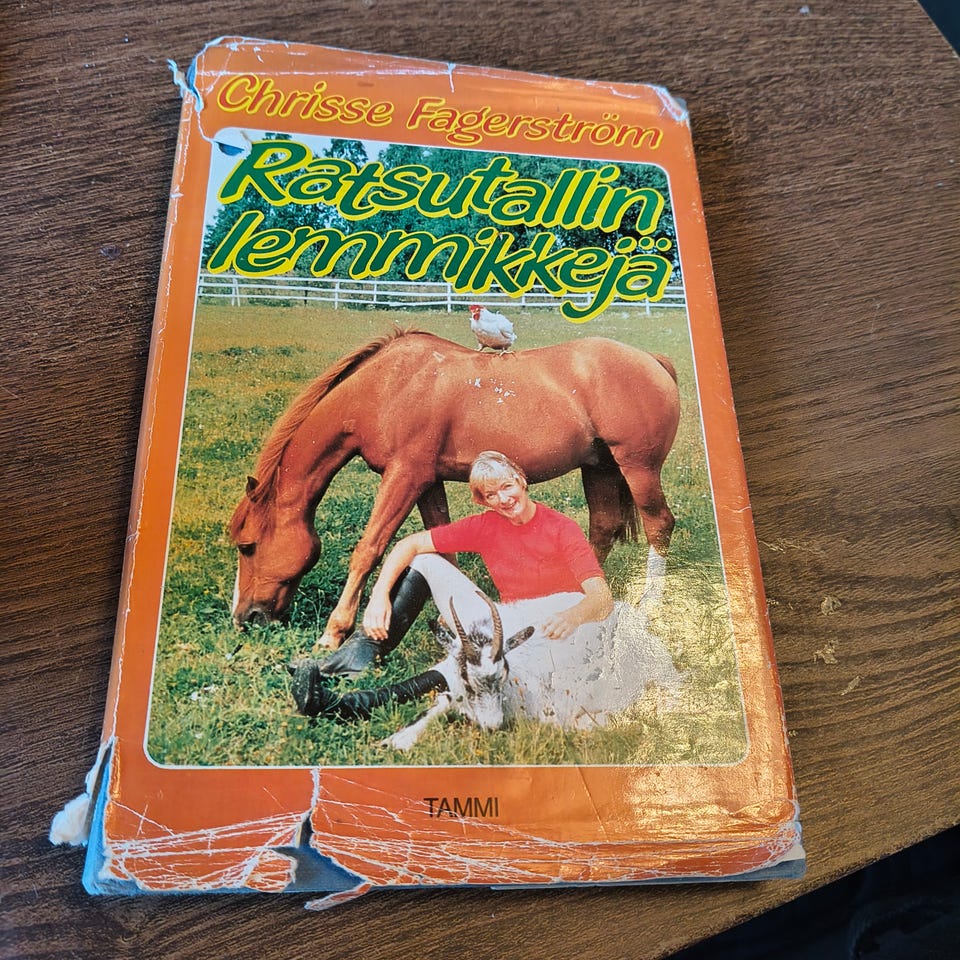 Chrisse Fagerström
Ratsutallin
lemmikkejä
TAMMI